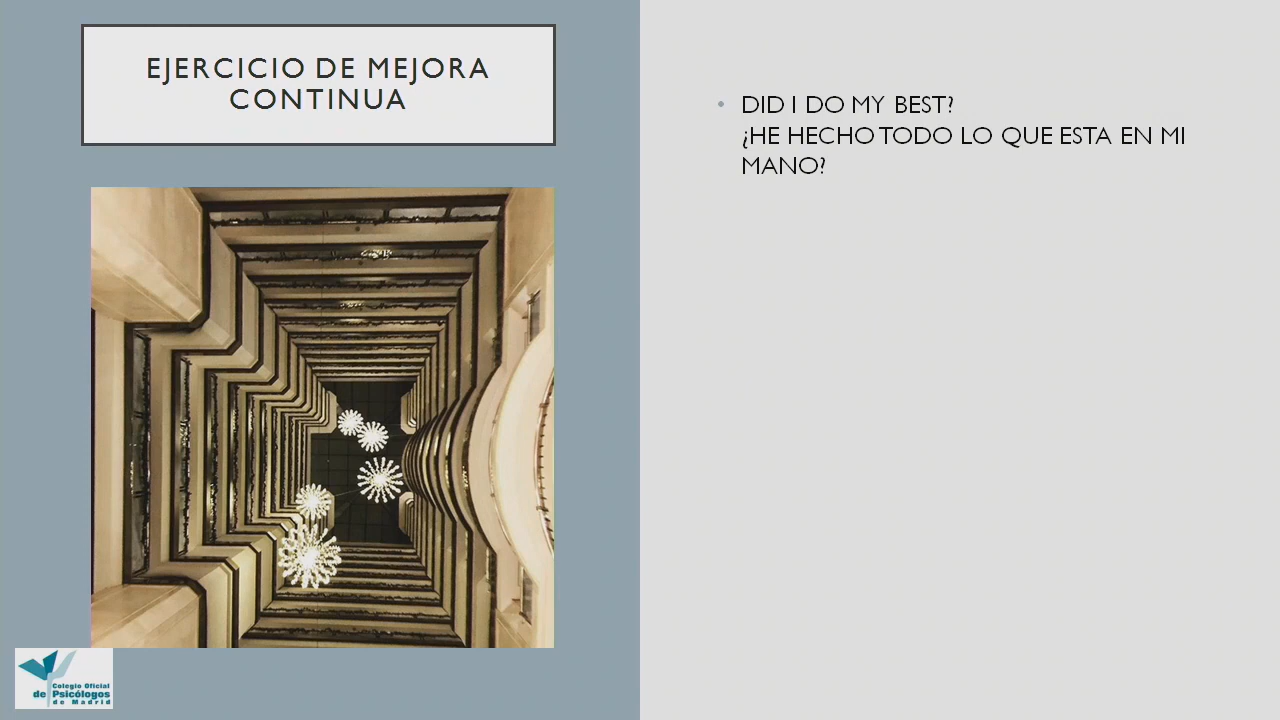 EJERCICIO DE MEJORA
CONTINUA
DID I DO MY BEST?
¿HE HECHO TODO LO QUE ESTA EN MI
MANO?
Colegio Oficial
de Psicólogos
de Madrid